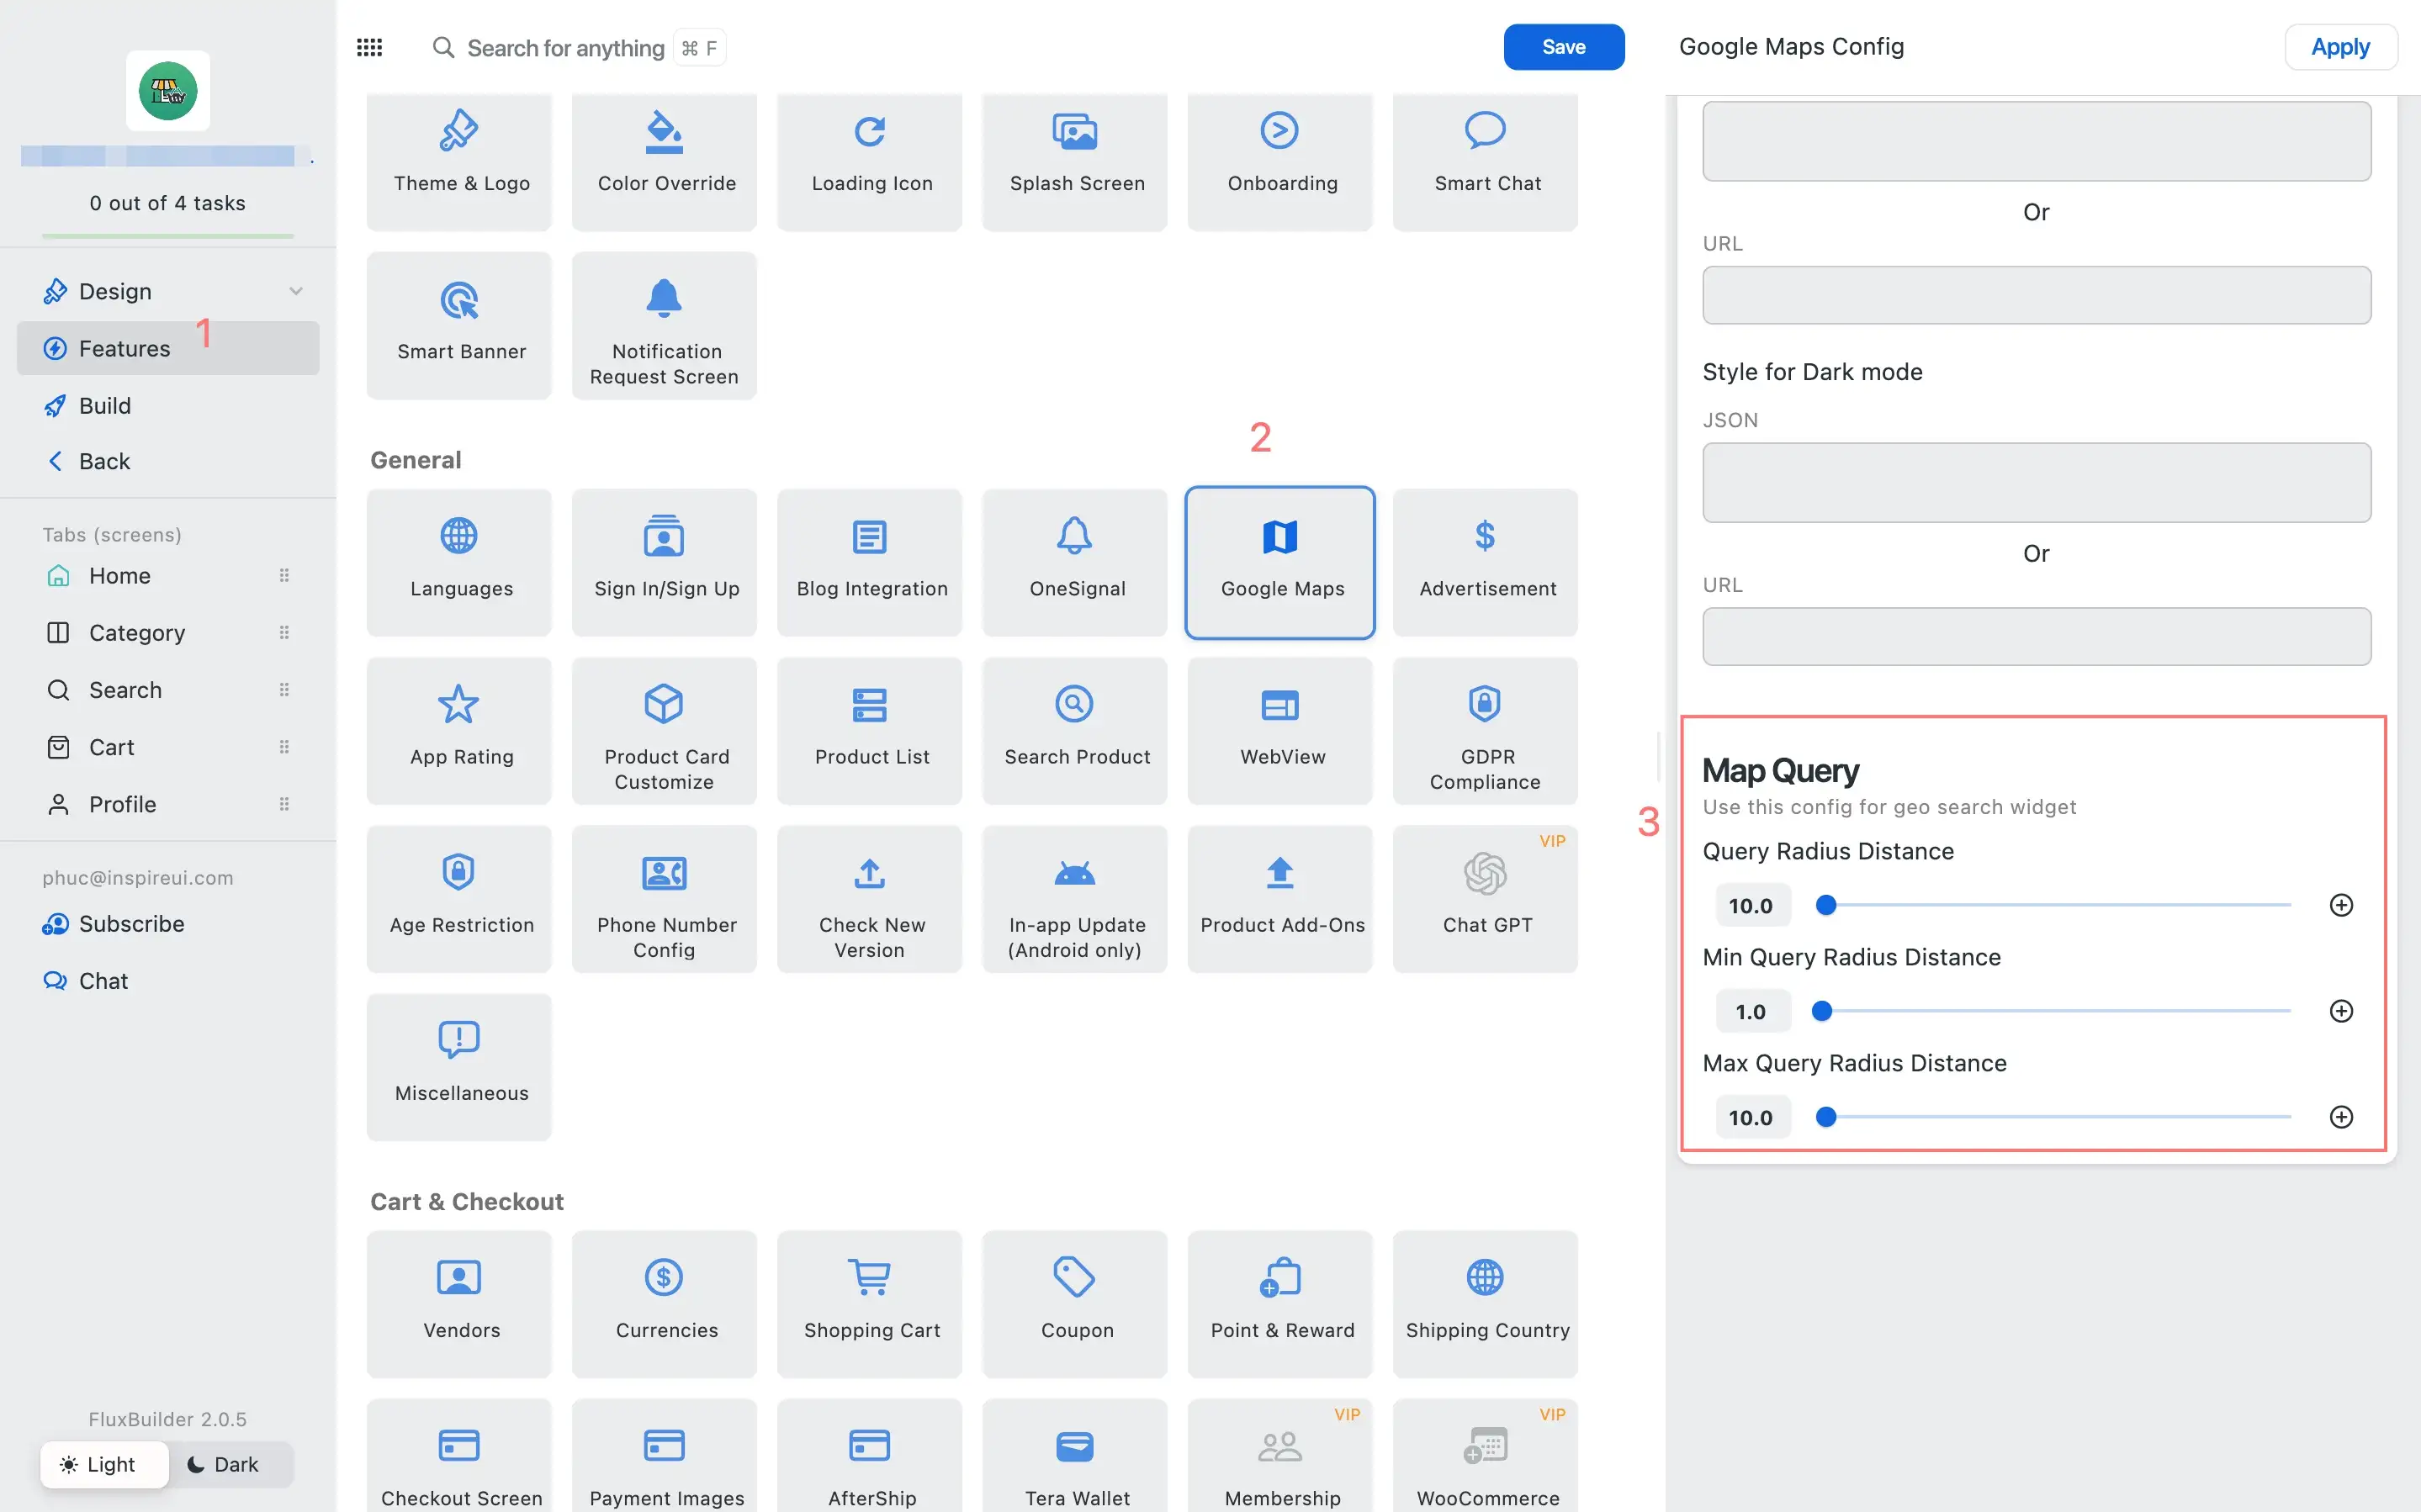 Search for anything
⌘ F
Save
Google Maps Config
Apply
0 out of 4 tasks
Design
1
Features
Build
Back
Tabs (screens)
Home
Category
Search
Cart
Profile
phuc@inspireui.com
Subscribe
Chat
FluxBuilder 2.0.5
Light
Dark
Theme & Logo
Color Override
Loading Icon
Splash Screen
Onboarding
Smart Chat
Smart Banner
Notification
Request Screen
2
General
Languages
Sign In/Sign Up
Blog Integration
OneSignal
Google Maps
Advertisement
App Rating
Product Card
Customize
Product List
Search Product
WebView
GDPR
Compliance
Age Restriction
Phone Number
Config
Check New
Version
In-app Update
(Android only)
Product Add-Ons
VIP
Chat GPT
Miscellaneous
Cart & Checkout
Vendors
Currencies
Shopping Cart
Coupon
Point & Reward
Shipping Country
Checkout Screen
Payment Images
AfterShip
Tera Wallet
VIP
Membership
VIP
WooCommerce
Or
URL
Style for Dark mode
JSON
Or
URL
3
Map Query
Use this config for geo search widget
Query Radius Distance
10.0
Min Query Radius Distance
1.0
Max Query Radius Distance
10.0